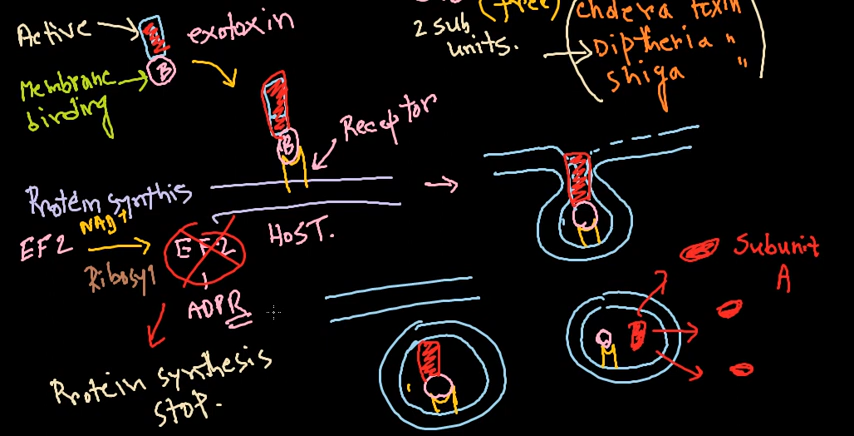 Active
exotoxin
B
Membrane
binding
2 sub
units.
(free)
Cholera toxin
Diptheria "
Shiga "
B
Receptor
Protein synthis
NAD+
EF2
Ribosyl
EF2
ADPR
HOST.
Protein synthesis
STOP.
Subunit
A